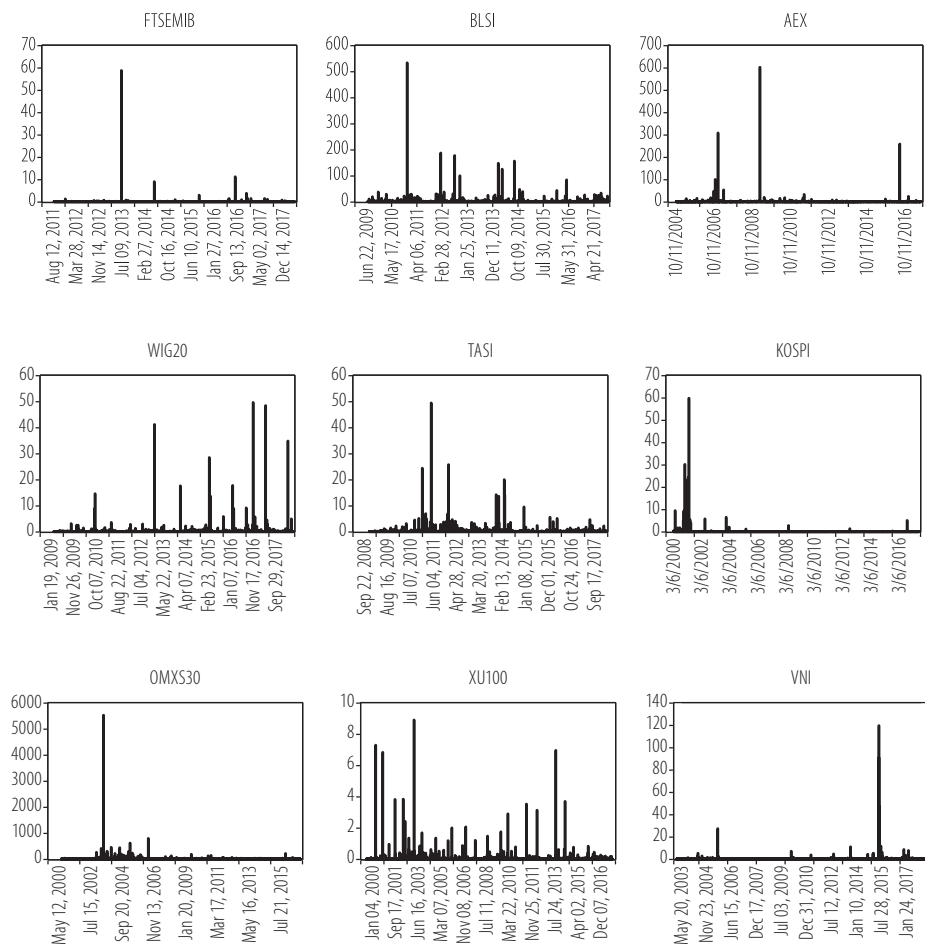 FTSEMIB
70
60
50
40
30
20
10
0
Aug 12, 2011
Mar 28, 2012
Nov 14, 2012
Jul 09, 2013
Feb 27, 2014
Oct 16, 2014
Jun 10, 2015
Jan 27, 2016
Sep 13, 2016
May 02, 2017
Dec 14, 2017
BLSI
600
500
400
300
200
100
0
Jun 22, 2009
May 17, 2010
Apr 06, 2011
Feb 28, 2012
Jan 25, 2013
Dec 11, 2013
Oct 09, 2014
Jul 30, 2015
May 31, 2016
Apr 21, 2017
AEX
700
600
500
400
300
200
100
0
10/11/2004
10/11/2006
10/11/2008
10/11/2010
10/11/2012
10/11/2014
10/11/2016
WIG20
60
50
40
30
20
10
0
Jan 19, 2009
Nov 26, 2009
Oct 07, 2010
Aug 22, 2011
Jul 04, 2012
May 22, 2013
Apr 07, 2014
Feb 23, 2015
Jan 07, 2016
Nov 17, 2016
Sep 29, 2017
TASI
60
50
40
30
20
10
0
Sep 22, 2008
Aug 16, 2009
Jul 07, 2010
Jun 04, 2011
Apr 28, 2012
Mar 20, 2013
Feb 13, 2014
Jan 08, 2015
Dec 01, 2015
Oct 24, 2016
Sep 17, 2017
KOSPI
70
60
50
40
30
20
10
0
3/6/2000
3/6/2002
3/6/2004
3/6/2006
3/6/2008
3/6/2010
3/6/2012
3/6/2014
3/6/2016
OMXS30
6000
5000
4000
3000
2000
1000
0
May 12, 2000
Jul 15, 2002
Sep 20, 2004
Nov 13, 2006
Jan 20, 2009
Mar 17, 2011
May 16, 2013
Jul 21, 2015
XU100
10
8
6
4
2
0
Jan 04, 2000
Sep 17, 2001
Jun 16, 2003
Mar 07, 2005
Nov 08, 2006
Jul 11, 2008
Mar 22, 2010
Nov 25, 2011
Jul 24, 2013
Apr 02, 2015
Dec 07, 2016
VNI
140
120
100
80
60
40
20
0
May 20, 2003
Nov 23, 2004
Jun 15, 2006
Dec 17, 2007
Jul 03, 2009
Dec 31, 2010
Jul 12, 2012
Jan 10, 2014
Jul 28, 2015
Jan 24, 2017